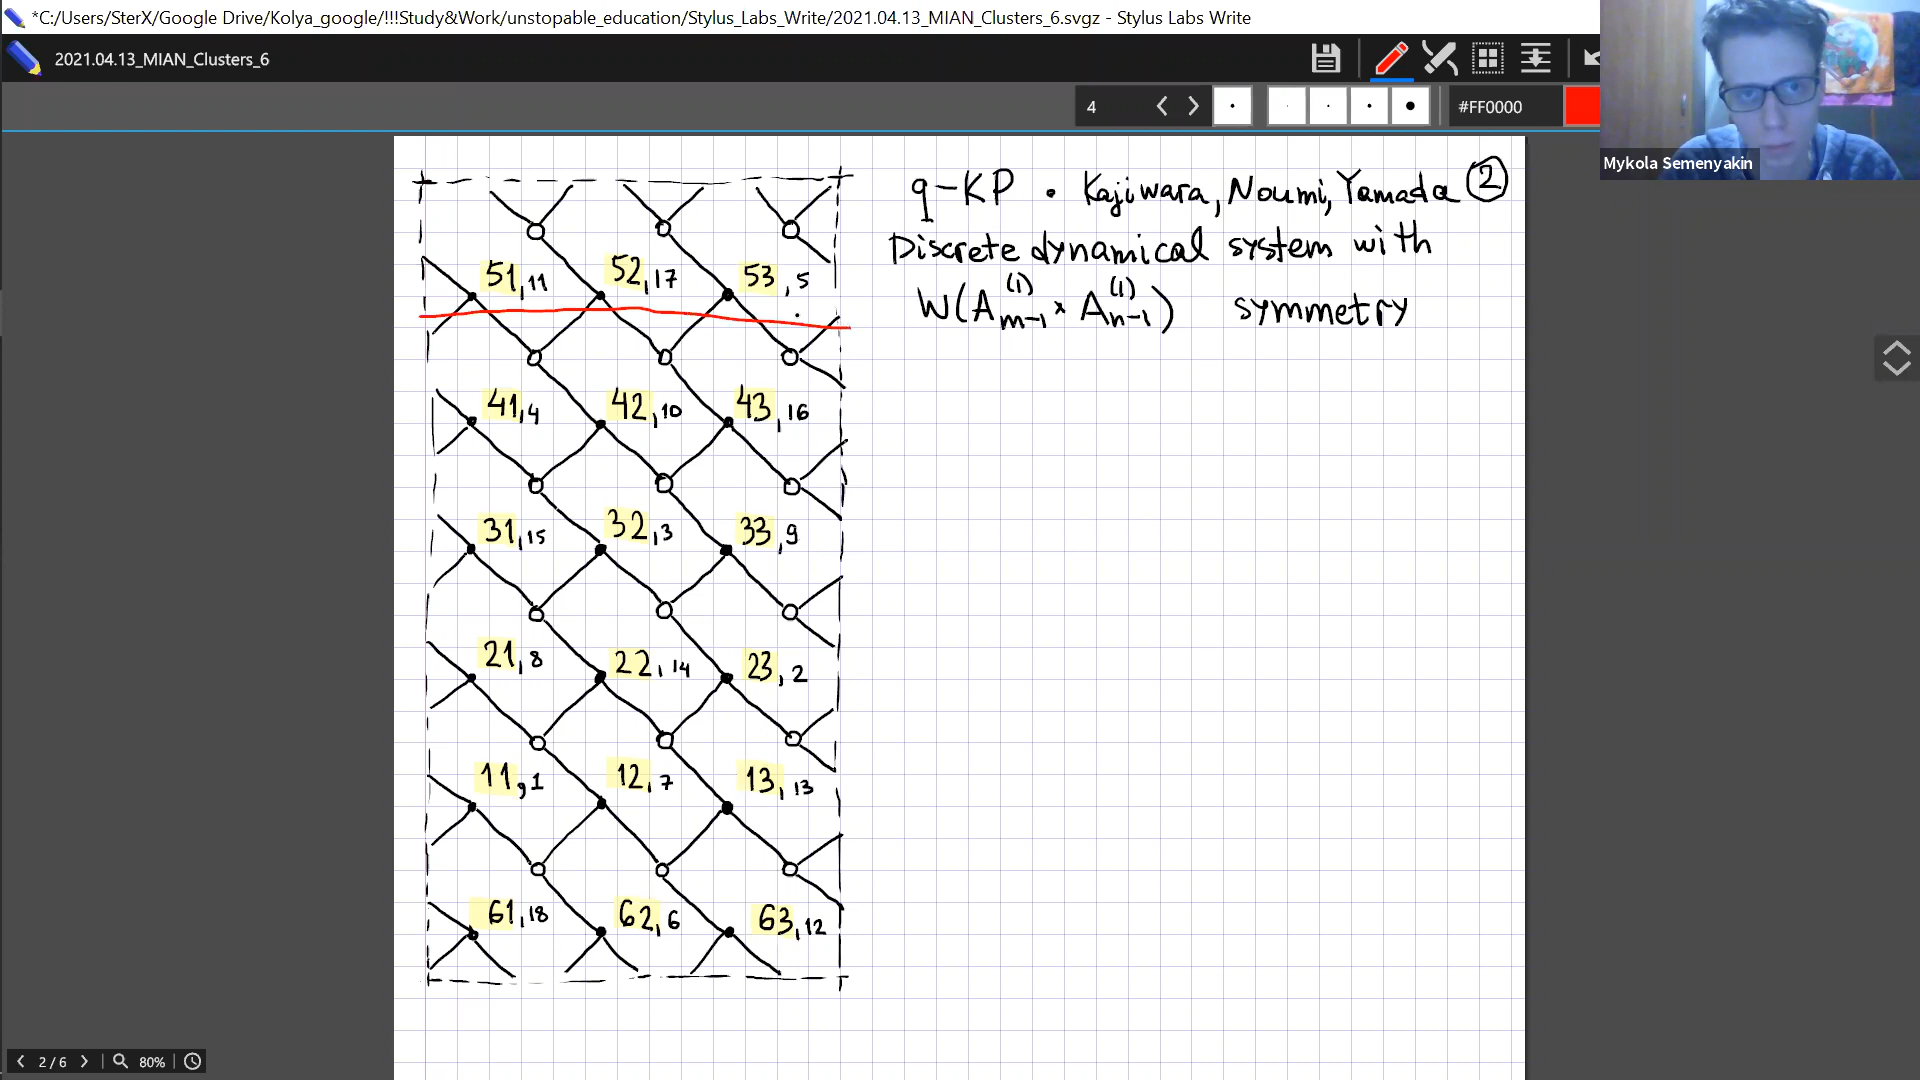 *C:/Users/SterX/Google Drive/Kolya_google/!!!Study&Work/unstopable_education/Stylus_Labs_Write/2021.04.13_MIAN_Clusters_6.svgz - Stylus Labs Write
2021.04.13_MIAN_Clusters_6
4
#FF0000
Mykola Semenyakin
q-KP • Kajiwara, Noumi, Yamada ②
Discrete dynamical system with
W(A^(1)_m-1 × A^(1)_n-1) symmetry
51,11 52,17 53,5
41,4 42,10 43,16
31,15 32,3 33,9
21,8 22,14 23,2
11,1 12,7 13,13
61,18 62,6 63,12
2/6 80%